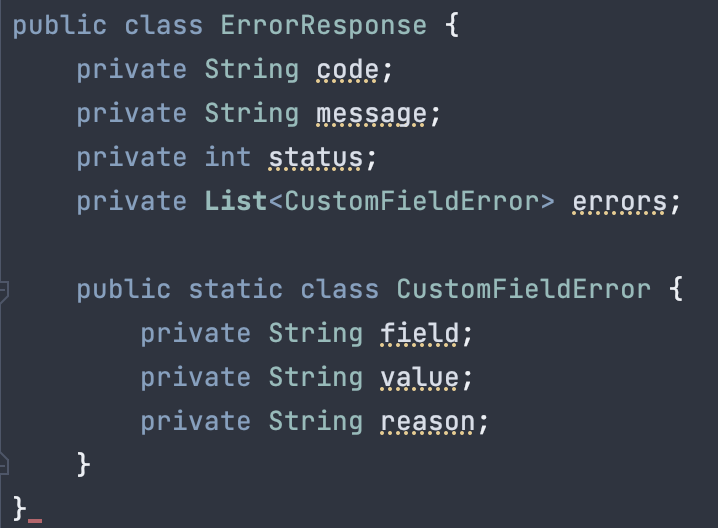 public class ErrorResponse {
    private String code;
    private String message;
    private int status;
    private List<CustomFieldError> errors;

    public static class CustomFieldError {
        private String field;
        private String value;
        private String reason;
    }
}